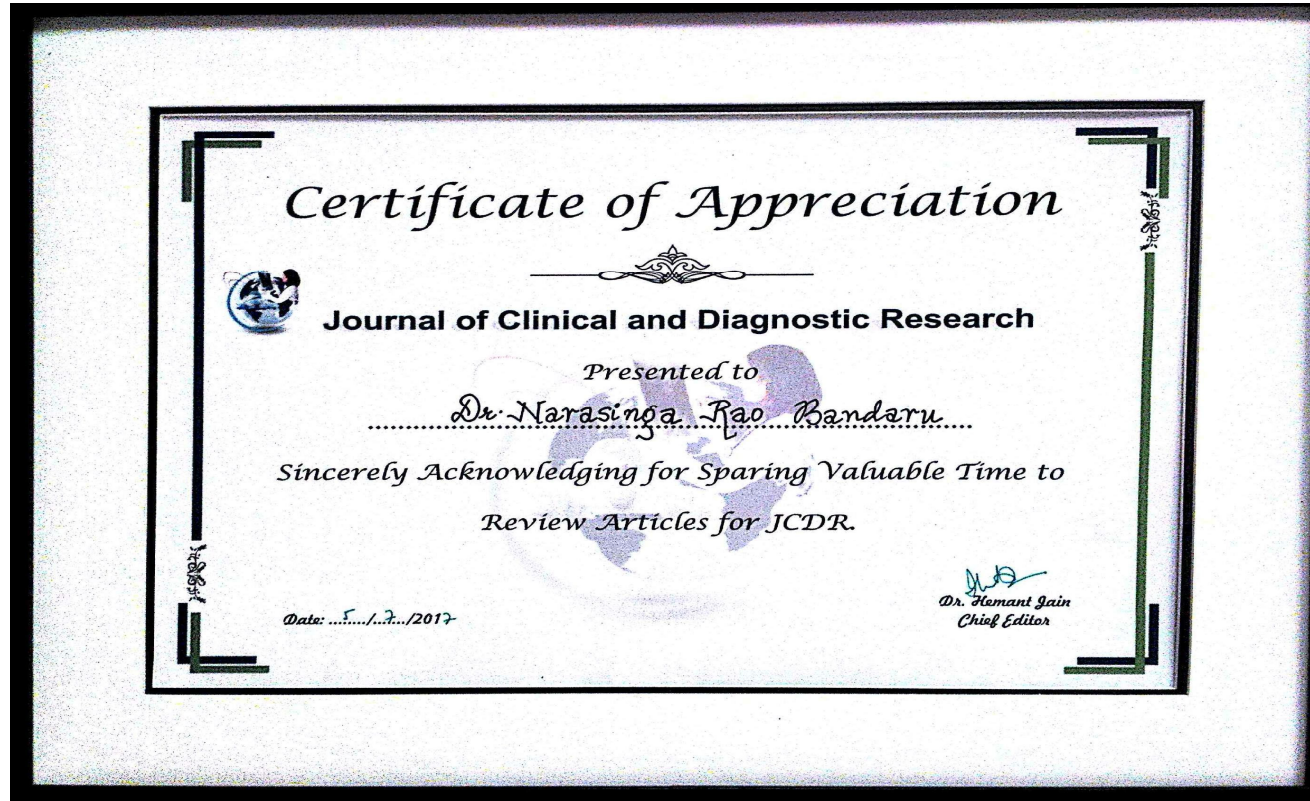 Certificate of Appreciation
Journal of Clinical and Diagnostic Research
Presented to
Dr. Narasinga Rao Bandaru
Sincerely Acknowledging for Sparing Valuable Time to
Review Articles for JCDR.
Date: ...5..../...7.../2017
Dr. Hemant Jain
Chief Editor